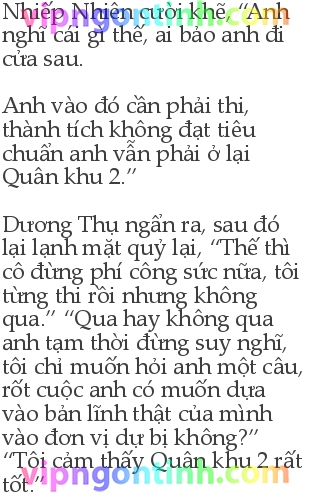 Nhiếp Nhiên cười khẽ, “Anh
nghĩ cái gì thế, ai bảo anh đi
cửa sau.
Anh vào đó cần phải thi,
thành tích không đạt tiêu
chuẩn anh vẫn phải ở lại
Quân khu 2.”
Dương Thụ ngẩn ra, sau đó
lại lạnh mặt quỷ lại, “Thế thì
cô đừng phí công sức nữa, tôi
từng thi rồi nhưng không
qua.” “Qua hay không qua
anh tạm thời đừng suy nghĩ,
tôi chỉ muốn hỏi anh một câu,
rốt cuộc anh có muốn dựa
vào bản lĩnh thật của mình
vào đơn vị dự bị không?”
“Tôi cảm thấy Quân khu 2 rất
tốt.”
vipngontinh.com
vipngontinh.com